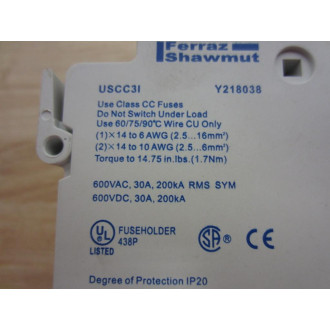 Ferraz
Shawmut
USCC3I Y218038
Use Class CC Fuses
Do Not Switch Under Load
Use 60/75/90°C Wire CU Only
(1)×14 to 6 AWG (2.5...16mm²)
(2)×14 to 10 AWG (2.5...6mm²)
Torque to 14.75 in.lbs.(1.7Nm)
600VAC, 30A, 200kA RMS SYM
600VDC, 30A, 200kA
UL
LISTED
FUSEHOLDER
438P
SA
Degree of Protection IP20